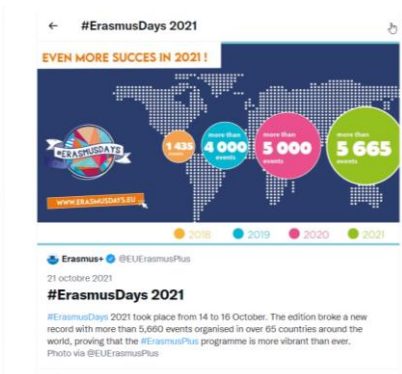 ← #ErasmusDays 2021
EVEN MORE SUCCES IN 2021 !
#ERASMUSDAYS
WWW.ERASMUSDAYS.EU
1 435
events
more than
4 000
events
more than
5 000
events
more than
5 665
events
2018 2019 2020 2021
Erasmus+ @EUErasmusPlus
21 octobre 2021
#ErasmusDays 2021
#ErasmusDays 2021 took place from 14 to 16 October. The edition broke a new
record with more than 5,660 events organised in over 65 countries around the
world, proving that the #ErasmusPlus programme is more vibrant than ever.
Photo via @EUErasmusPlus